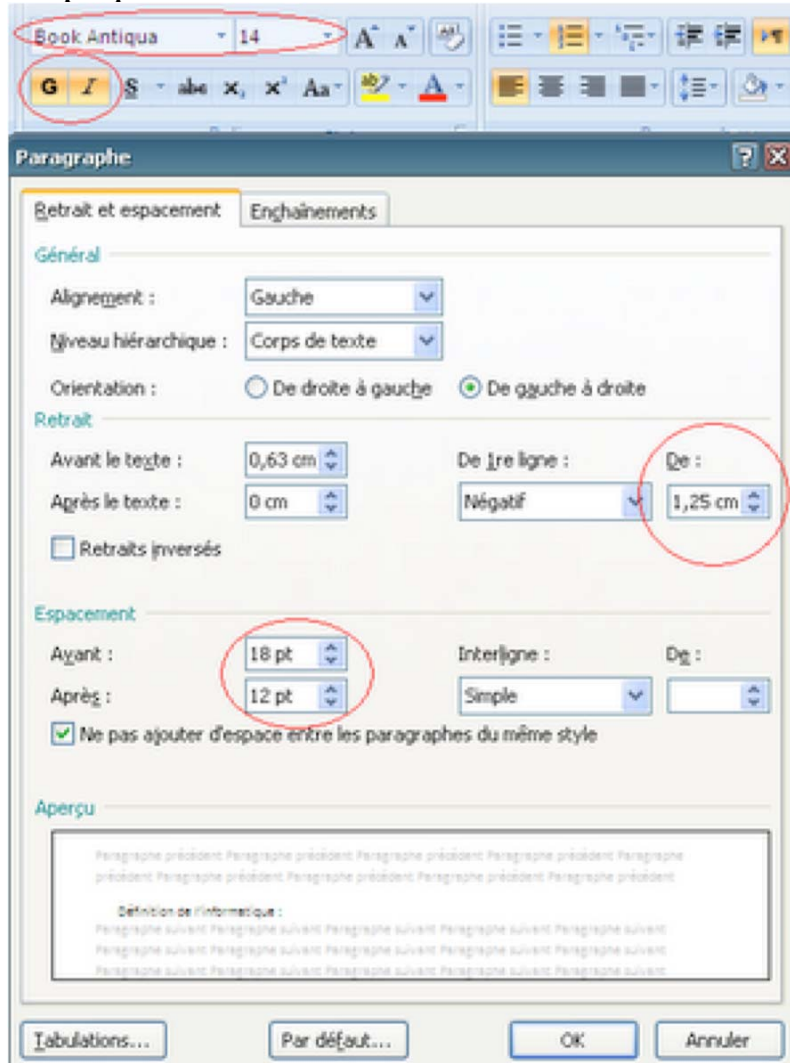 Book Antiqua 14 A A
G I S abc x, x² Aa A
Paragraphe
Retrait et espacement Enchaînements
Général
Alignement : Gauche
Niveau hiérarchique : Corps de texte
Orientation : De droite à gauche De gauche à droite
Retrait
Avant le texte : 0,63 cm De 1re ligne : De :
Après le texte : 0 cm Négatif 1,25 cm
Retraits inversés
Espacement
Avant : 18 pt Interligne : De :
Après : 12 pt Simple
Ne pas ajouter d'espace entre les paragraphes du même style
Aperçu
Paragraphe précédent Paragraphe précédent Paragraphe précédent Paragraphe précédent Paragraphe
précédent Paragraphe précédent Paragraphe précédent Paragraphe précédent Paragraphe précédent
Définition de l'informatique :
Paragraphe suivant Paragraphe suivant Paragraphe suivant Paragraphe suivant Paragraphe suivant
Paragraphe suivant Paragraphe suivant Paragraphe suivant Paragraphe suivant Paragraphe suivant
Paragraphe suivant Paragraphe suivant Paragraphe suivant Paragraphe suivant Paragraphe suivant
Tabulations... Par défaut... OK Annuler